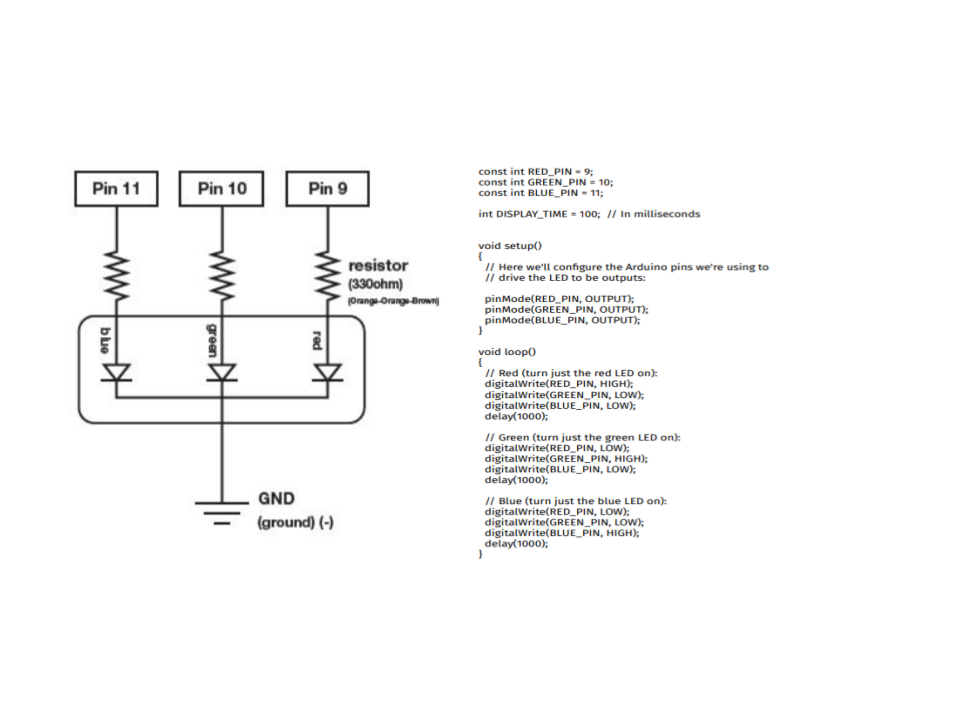 Pin 11
Pin 10
Pin 9
resistor
(330ohm)
(Orange-Orange-Brown)
blue
green
red
GND
(ground) (-)
const int RED_PIN = 9;
const int GREEN_PIN = 10;
const int BLUE_PIN = 11;
int DISPLAY_TIME = 100;  // In milliseconds
void setup()
{
// Here we'll configure the Arduino pins we're using to
// drive the LED to be outputs:
pinMode(RED_PIN, OUTPUT);
pinMode(GREEN_PIN, OUTPUT);
pinMode(BLUE_PIN, OUTPUT);
}
void loop()
{
// Red (turn just the red LED on):
digitalWrite(RED_PIN, HIGH);
digitalWrite(GREEN_PIN, LOW);
digitalWrite(BLUE_PIN, LOW);
delay(1000);
// Green (turn just the green LED on):
digitalWrite(RED_PIN, LOW);
digitalWrite(GREEN_PIN, HIGH);
digitalWrite(BLUE_PIN, LOW);
delay(1000);
// Blue (turn just the blue LED on):
digitalWrite(RED_PIN, LOW);
digitalWrite(GREEN_PIN, LOW);
digitalWrite(BLUE_PIN, HIGH);
delay(1000);
}